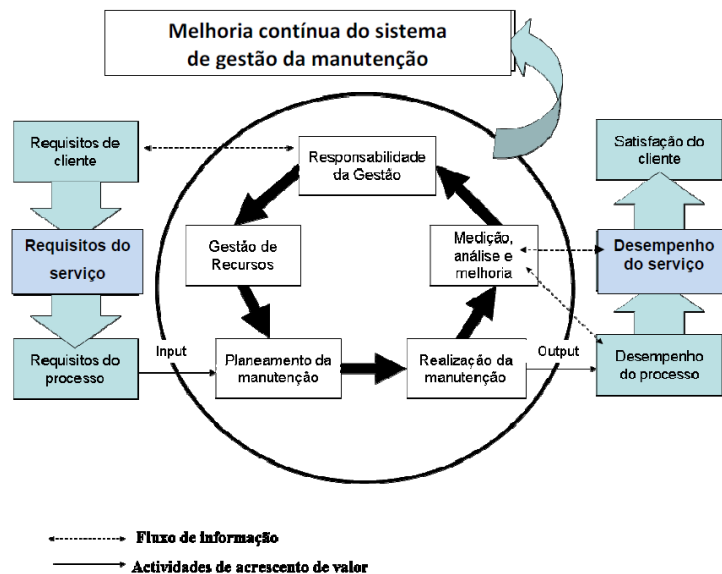 Melhoria contínua do sistema
de gestão da manutenção
Requisitos de
cliente
Responsabilidade
da Gestão
Satisfação do
cliente
Requisitos do
serviço
Gestão de
Recursos
Medição,
análise e
melhoria
Desempenho
do serviço
Requisitos do
processo
Input
Planeamento da
manutenção
Realização da
manutenção
Output
Desempenho
do processo
Fluxo de informação
Actividades de acrescento de valor